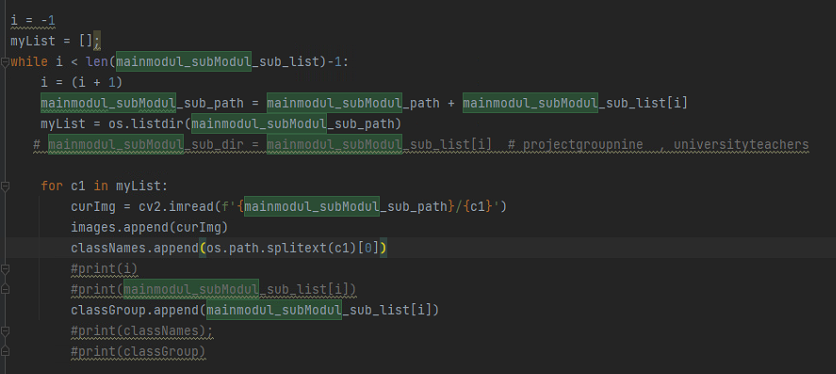 i = -1
myList = [];
while i < len(mainmodul_subModul_sub_list)-1:
    i = (i + 1)
    mainmodul_subModul_sub_path = mainmodul_subModul_path + mainmodul_subModul_sub_list[i]
    myList = os.listdir(mainmodul_subModul_sub_path)
   # mainmodul_subModul_sub_dir = mainmodul_subModul_sub_list[i]  # projectgroupnine  , universityteachers

    for c1 in myList:
        curImg = cv2.imread(f'{mainmodul_subModul_sub_path}/{c1}')
        images.append(curImg)
        classNames.append(os.path.splitext(c1)[0])
        #print(i)
        #print(mainmodul_subModul_sub_list[i])
        classGroup.append(mainmodul_subModul_sub_list[i])
        #print(classNames);
        #print(classGroup)